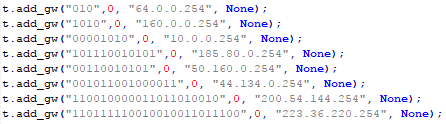 t.add_gw("010",0, "64.0.0.254", None);
t.add_gw("1010",0, "160.0.0.254", None);
t.add_gw("00001010",0, "10.0.0.254", None);
t.add_gw("101110010101",0, "185.80.0.254", None);
t.add_gw("00110010101",0, "50.160.0.254", None);
t.add_gw("001011001000011",0, "44.134.0.254", None);
t.add_gw("110010000011011010010",0, "200.54.144.254", None);
t.add_gw("110111110010010011011100",0, "223.36.220.254", None);